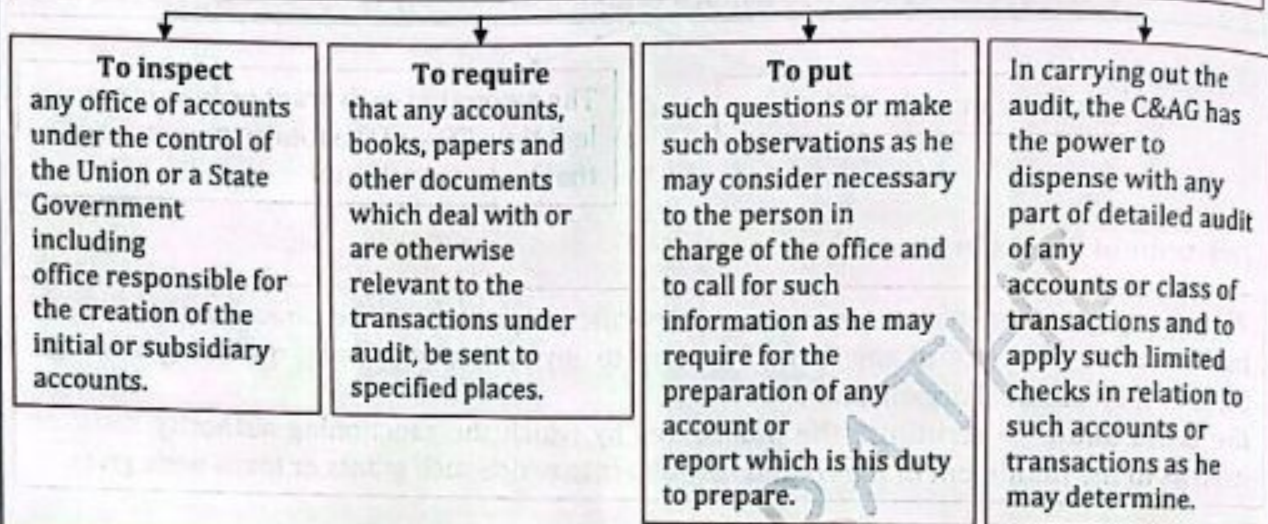 To inspect
any office of accounts
under the control of
the Union or a State
Government
including
office responsible for
the creation of the
initial or subsidiary
accounts.
To require
that any accounts,
books, papers and
other documents
which deal with or
are otherwise
relevant to the
transactions under
audit, be sent to
specified places.
To put
such questions or make
such observations as he
may consider necessary
to the person in
charge of the office and
to call for such
information as he may
require for the
preparation of any
account or
report which is his duty
to prepare.
In carrying out the
audit, the C&AG has
the power to
dispense with any
part of detailed audit
of any
accounts or class of
transactions and to
apply such limited
checks in relation to
such accounts or
transactions as he
may determine.